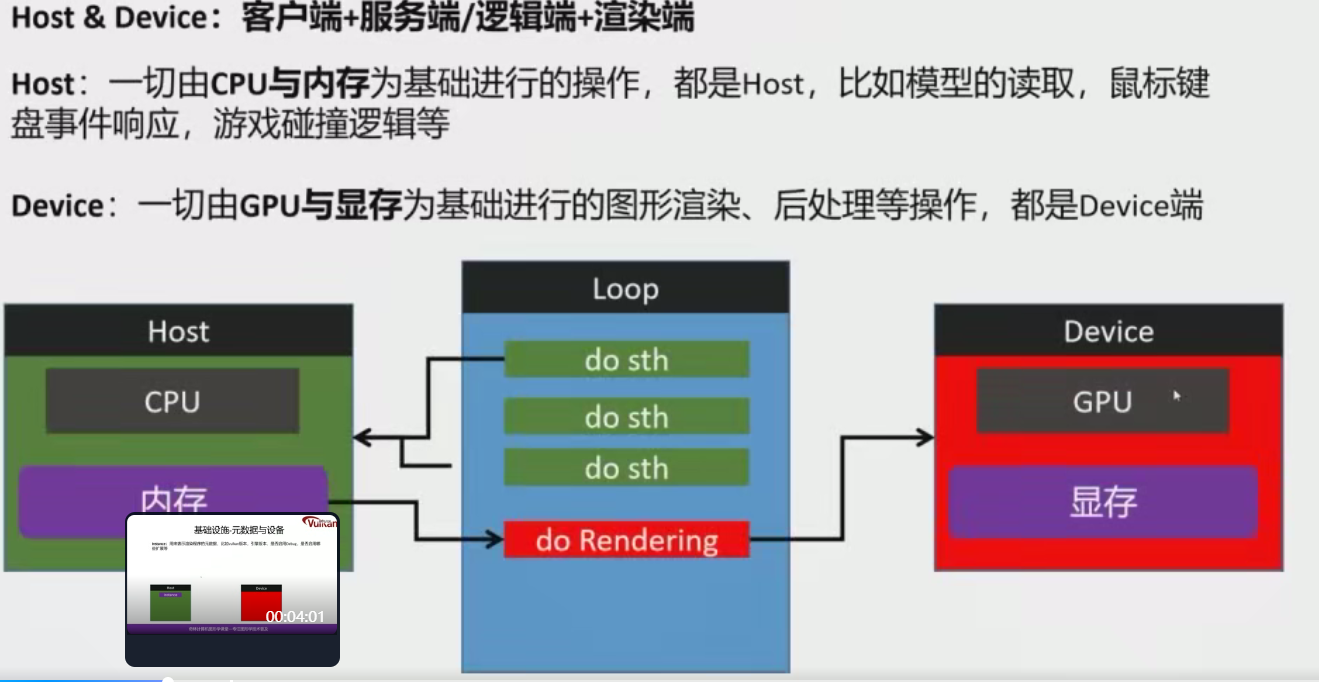 Host & Device：客户端+服务端/逻辑端+渲染端
Host：一切由CPU与内存为基础进行的操作，都是Host，比如模型的读取，鼠标键
盘事件响应，游戏碰撞逻辑等
Device：一切由GPU与显存为基础进行的图形渲染、后处理等操作，都是Device端
Loop
Host
Device
do sth
CPU
GPU
do sth
do sth
内存
显存
do Rendering
基础设施-元数据与设备
Vulkan
Host
Device
00:04:01